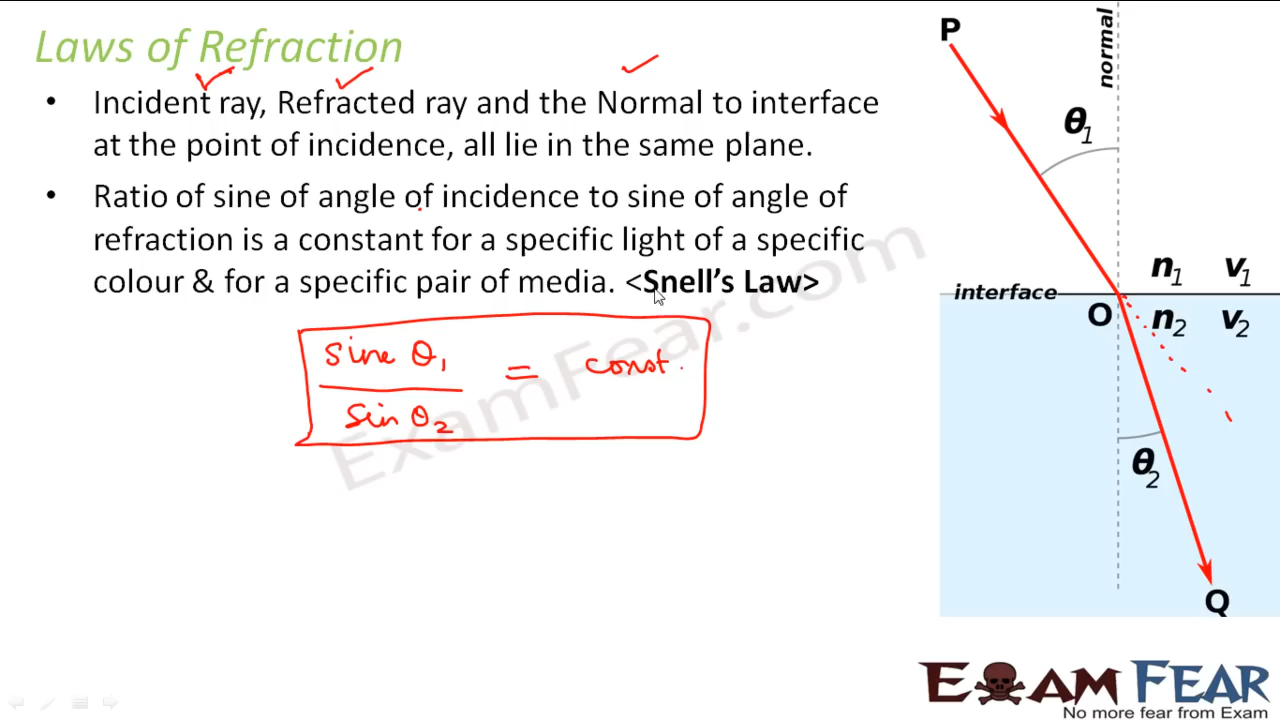 Laws of Refraction
• Incident ray, Refracted ray and the Normal to interface
at the point of incidence, all lie in the same plane.
• Ratio of sine of angle of incidence to sine of angle of
refraction is a constant for a specific light of a specific
colour & for a specific pair of media. <Snell's Law>
sine θ1
= const.
sin θ2
P
normal
θ1
n1 v1
interface
O n2 v2
θ2
Q
ExamFear.com
EXAM FEAR
No more fear from Exam